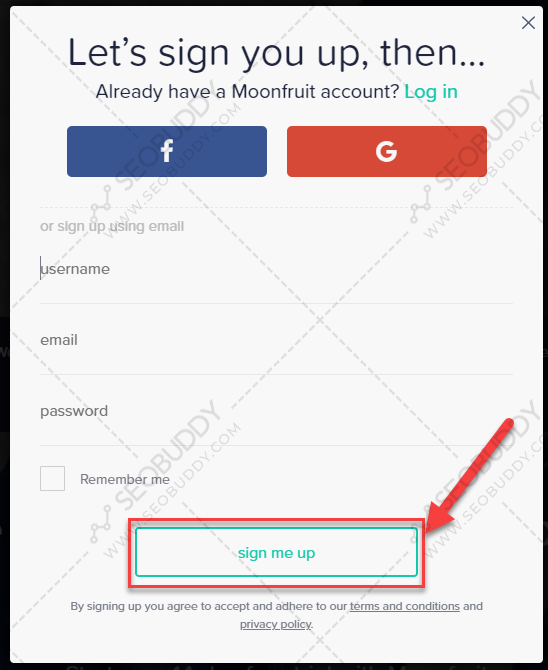 Let’s sign you up, then...
Already have a Moonfruit account? Log in
f
G
SEOBUDDY
WWW.SEOBUDDY.COM
SEOBUDDY
WWW.SEOBUDDY.COM
or sign up using email
username
email
password
Remember me
SEOBUDDY
WWW.SEOBUDDY.COM
SEOBUDDY
WWW.SEOBUDDY.COM
sign me up
By signing up you agree to accept and adhere to our terms and conditions and
privacy policy.